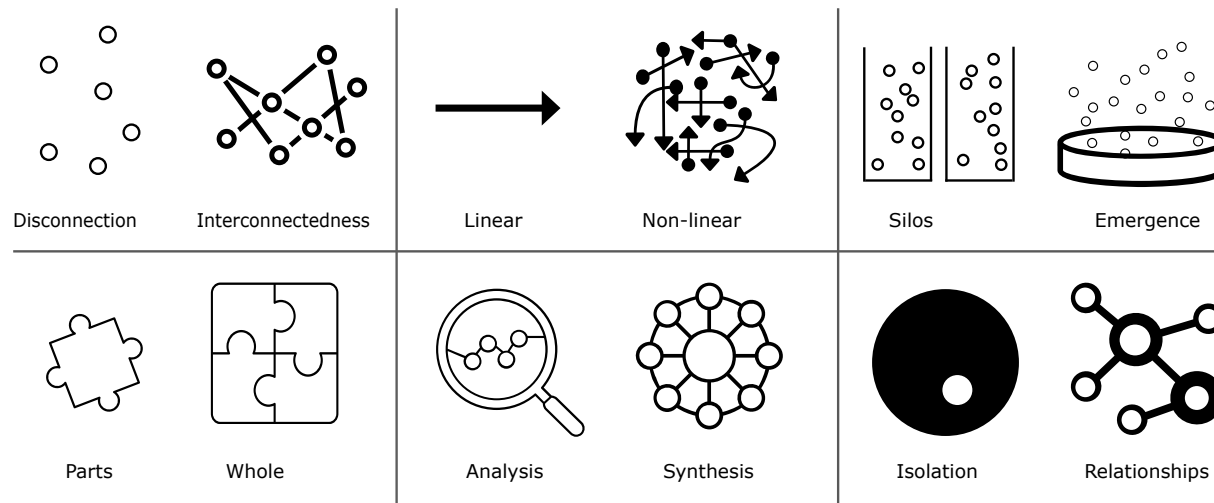 Disconnection
Interconnectedness
Linear
Non-linear
Silos
Emergence
Parts
Whole
Analysis
Synthesis
Isolation
Relationships